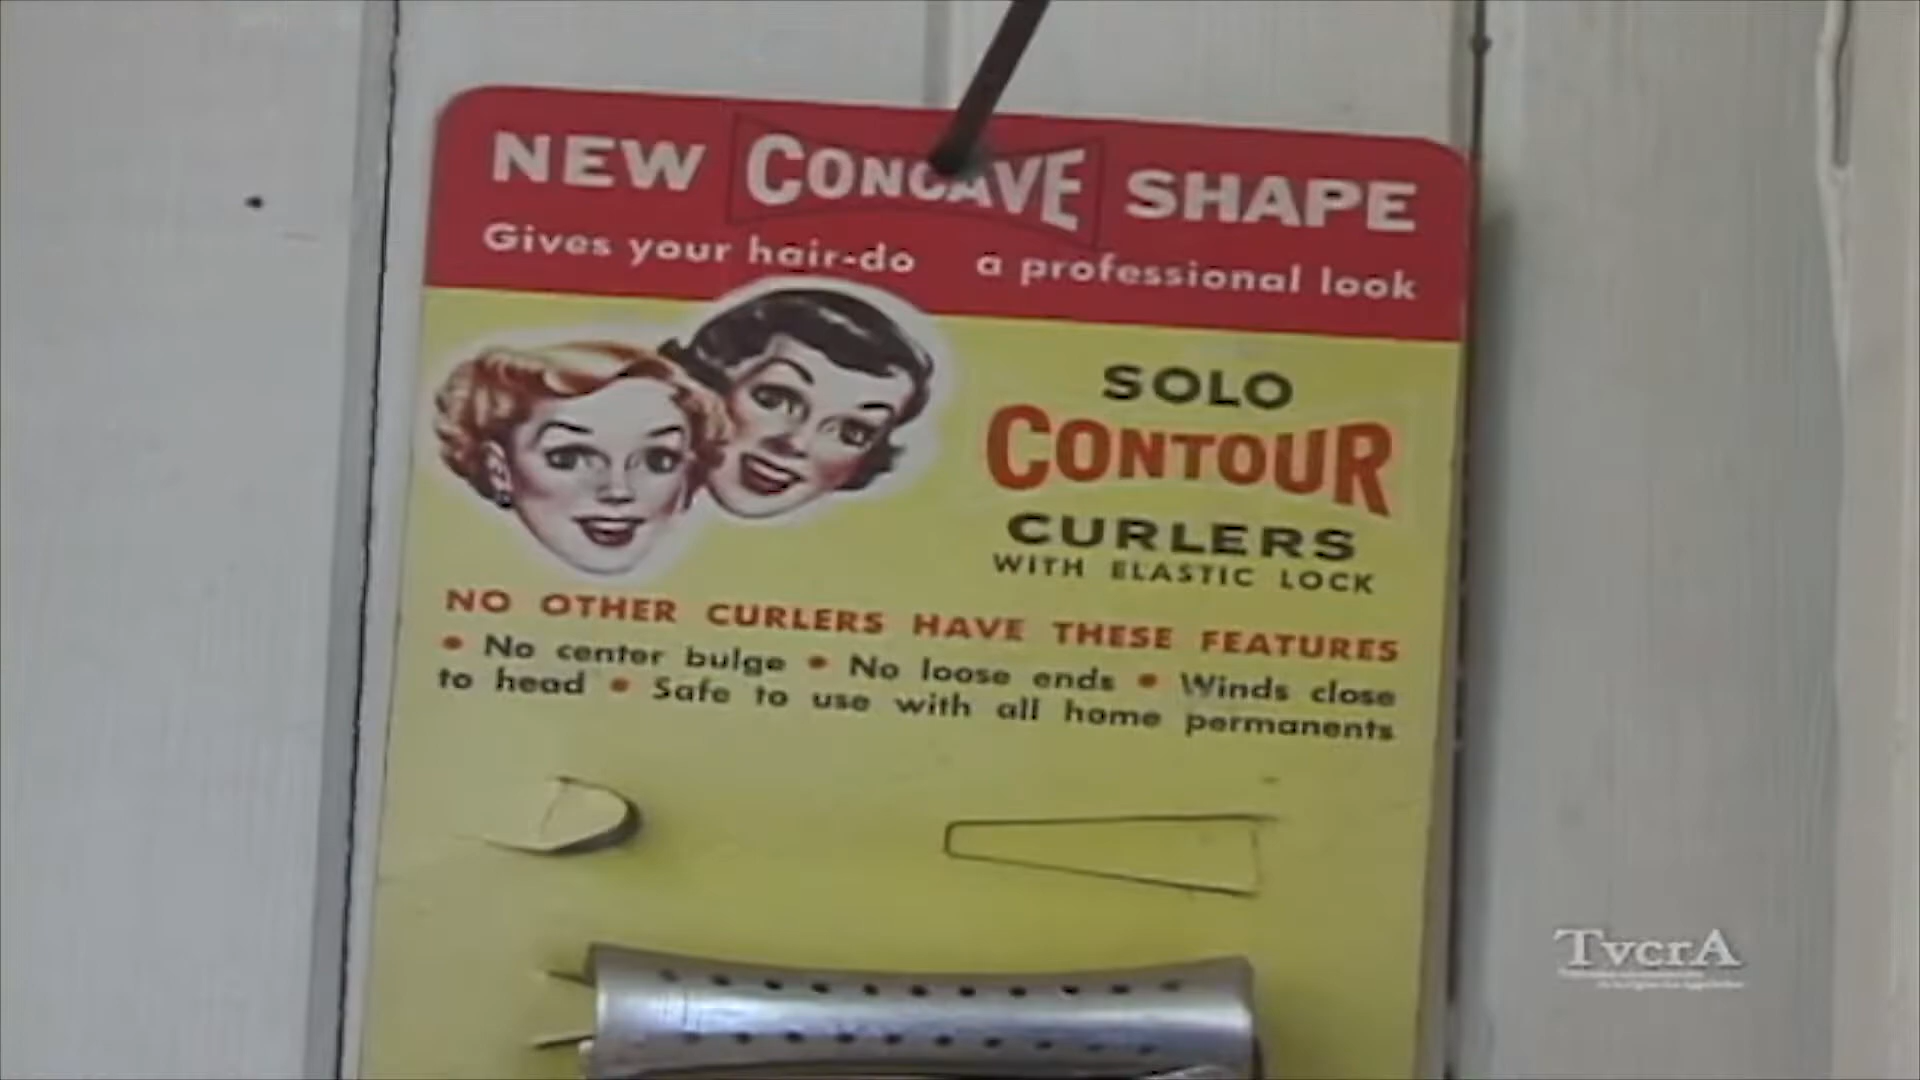 NEW CONCAVE SHAPE
Gives your hair-do a professional look
SOLO
CONTOUR
CURLERS
WITH ELASTIC LOCK
NO OTHER CURLERS HAVE THESE FEATURES
• No center bulge • No loose ends • Winds close
to head • Safe to use with all home permanents
TvcrA